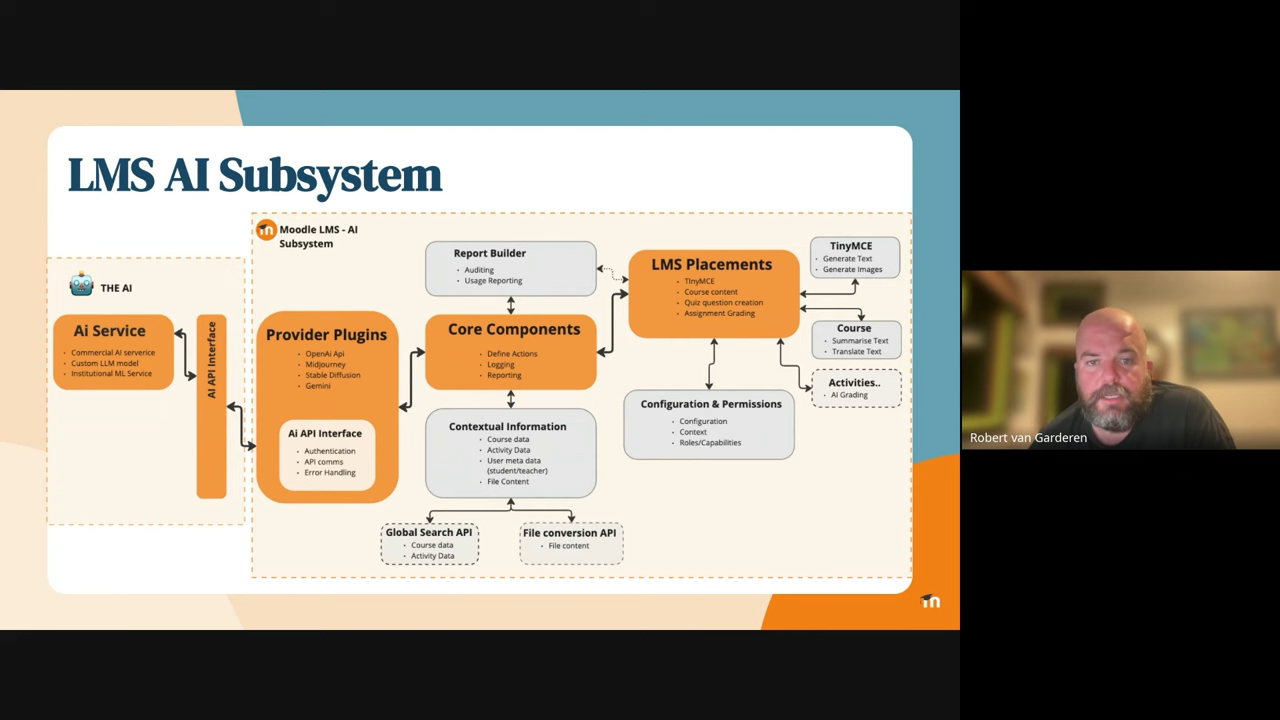 LMS AI Subsystem
Moodle LMS - AI
Subsystem
THE AI
Ai Service
Commercial AI serverice
Custom LLM model
Institutional ML Service
AI API Interface
Provider Plugins
OpenAi Api
Midjourney
Stable Diffusion
Gemini
Ai API Interface
Authentication
API comms
Error Handling
Report Builder
Auditing
Usage Reporting
Core Components
Define Actions
Logging
Reporting
Contextual Information
Course data
Activity Data
User meta data
(student/teacher)
File Content
Global Search API
Course data
Activity Data
File conversion API
File content
LMS Placements
TInyMCE
Course content
Quiz question creation
Assignment Grading
Configuration & Permissions
Configuration
Context
Roles/Capabilities
TinyMCE
Generate Text
Generate Images
Course
Summarise Text
Translate Text
Activities..
AI Grading
Robert van Garderen